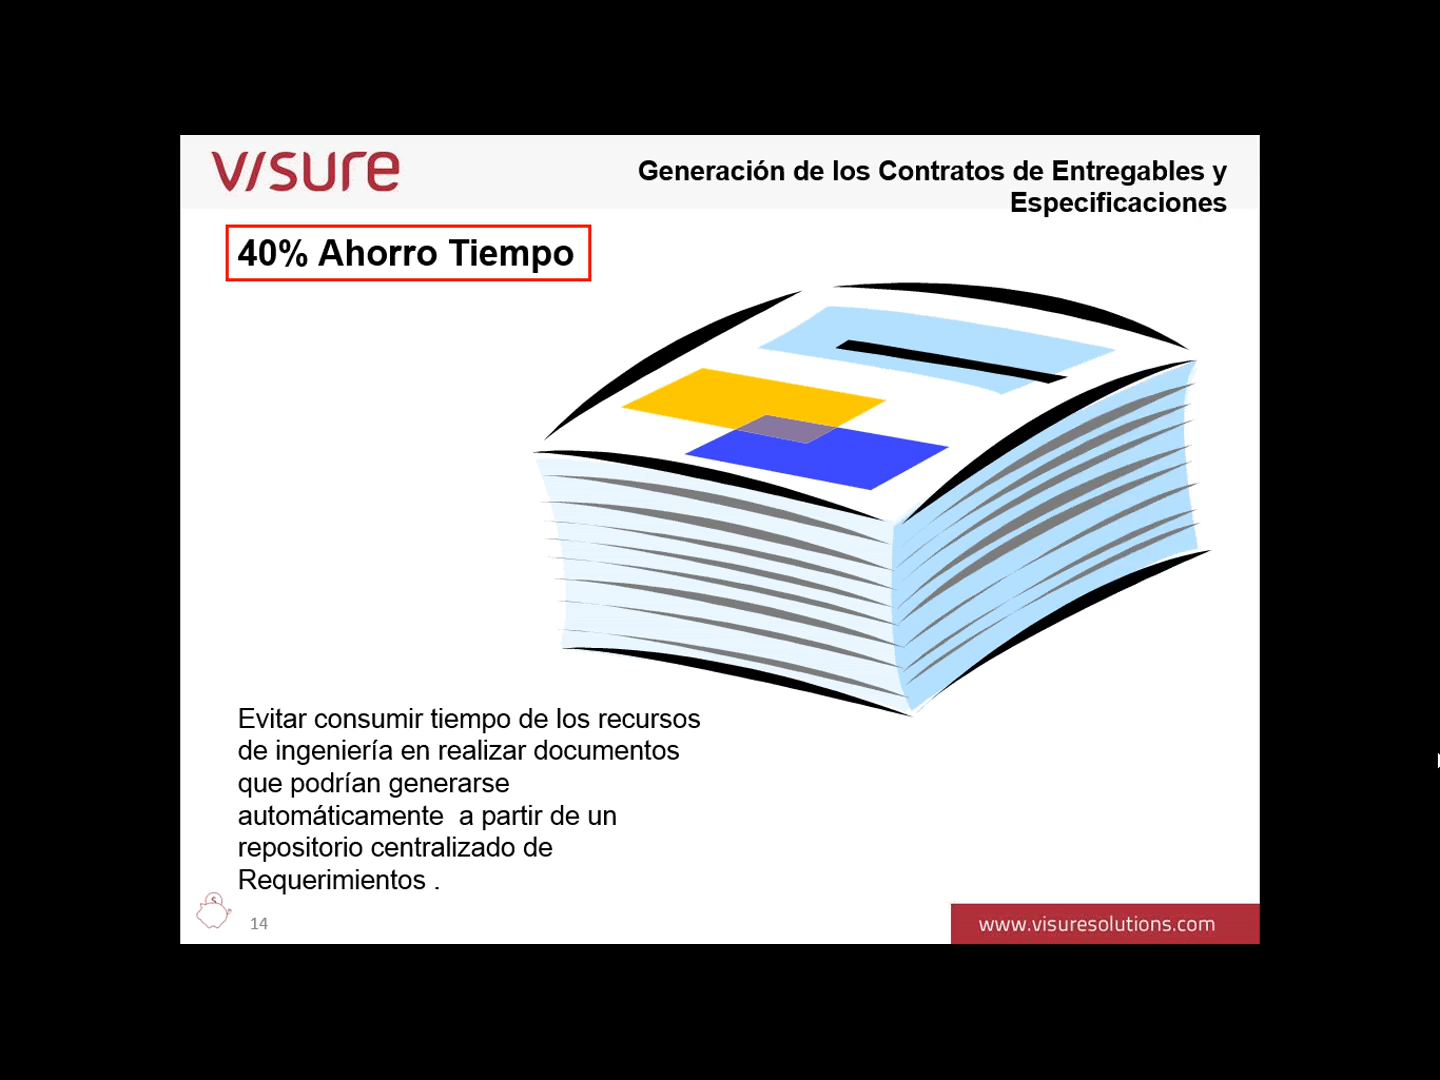 visure
Generación de los Contratos de Entregables y
Especificaciones
40% Ahorro Tiempo
Evitar consumir tiempo de los recursos
de ingeniería en realizar documentos
que podrían generarse
automáticamente  a partir de un
repositorio centralizado de
Requerimientos .
$
14
www.visuresolutions.com